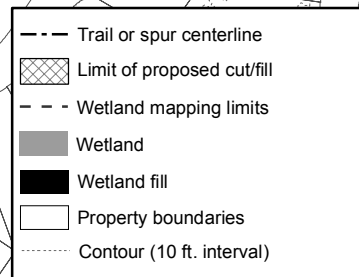 Trail or spur centerline
Limit of proposed cut/fill
Wetland mapping limits
Wetland
Wetland fill
Property boundaries
Contour (10 ft. interval)